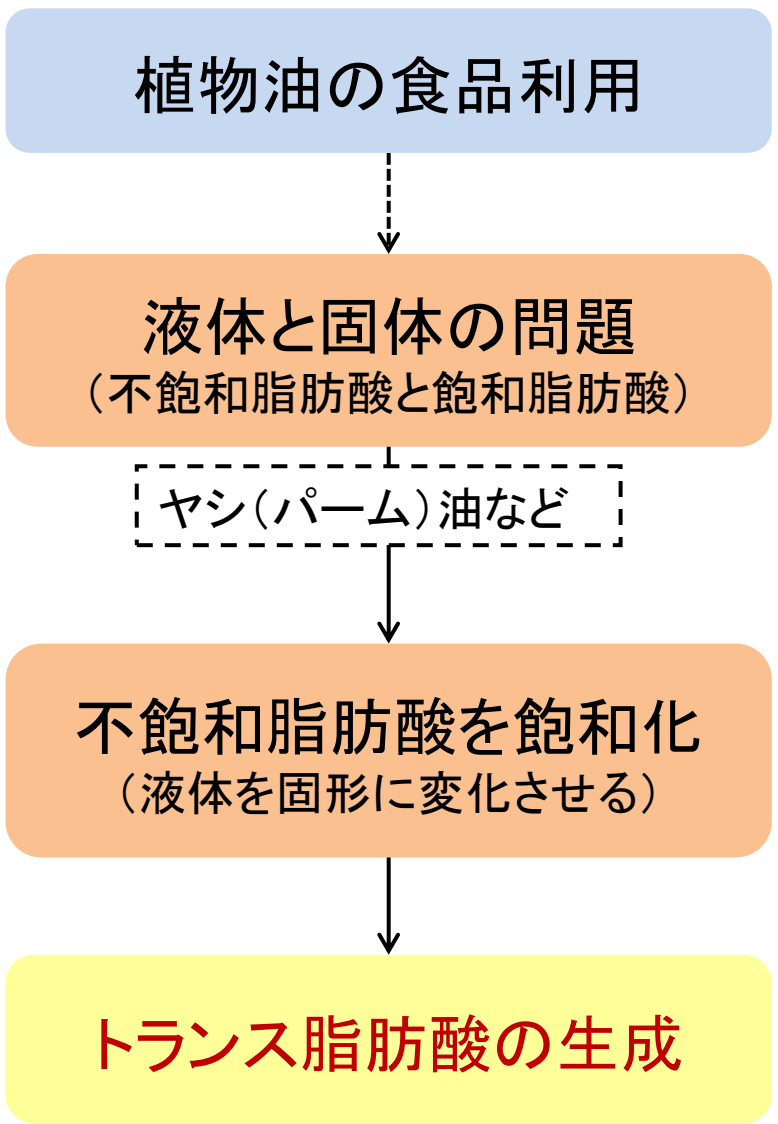 植物油の食品利用
液体と固体の問題
（不飽和脂肪酸と飽和脂肪酸）
ヤシ（パーム）油など
不飽和脂肪酸を飽和化
（液体を固形に変化させる）
トランス脂肪酸の生成